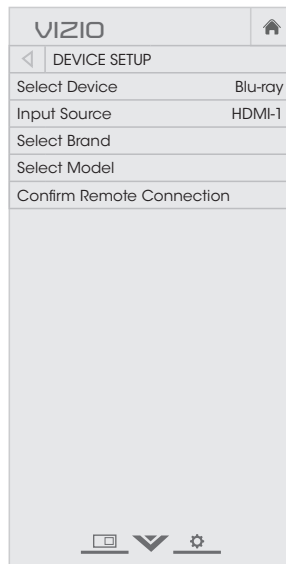 VIZIO
DEVICE SETUP
Select Device Blu-ray
Input Source HDMI-1
Select Brand
Select Model
Confirm Remote Connection